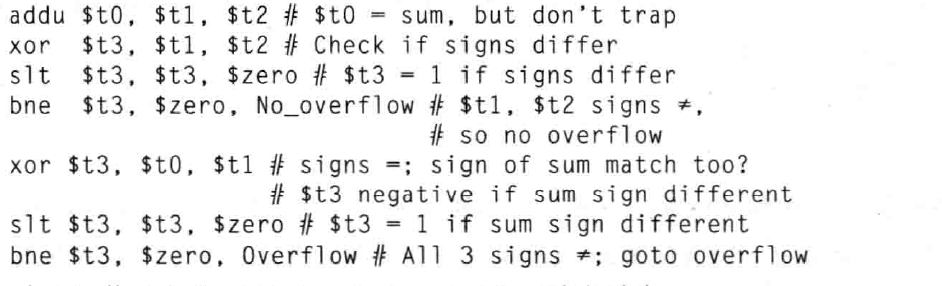 addu $t0, $t1, $t2 # $t0 = sum, but don't trap
xor $t3, $t1, $t2 # Check if signs differ
slt $t3, $t3, $zero # $t3 = 1 if signs differ
bne $t3, $zero, No_overflow # $t1, $t2 signs ≠,
# so no overflow
xor $t3, $t0, $t1 # signs =; sign of sum match too?
# $t3 negative if sum sign different
slt $t3, $t3, $zero # $t3 = 1 if sum sign different
bne $t3, $zero, Overflow # All 3 signs ≠; goto overflow